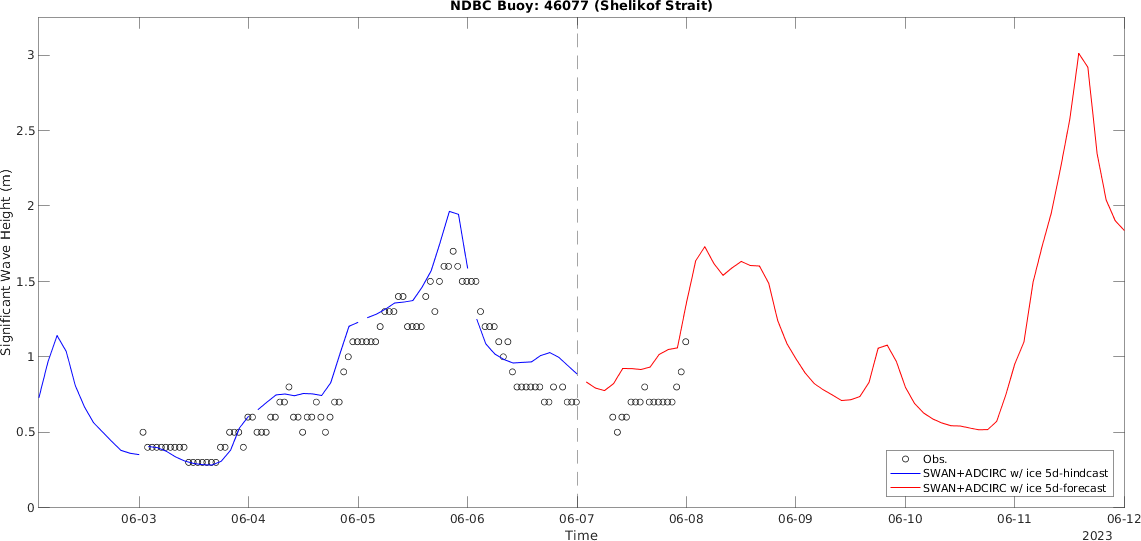 NDBC Buoy: 46077 (Shelikof Strait)
Significant Wave Height (m)
3
2.5
2
1.5
1
0.5
0
Obs.
SWAN+ADCIRC w/ ice 5d-hindcast
SWAN+ADCIRC w/ ice 5d-forecast
06-03 06-04 06-05 06-06 06-07 06-08 06-09 06-10 06-11 06-12
Time
2023